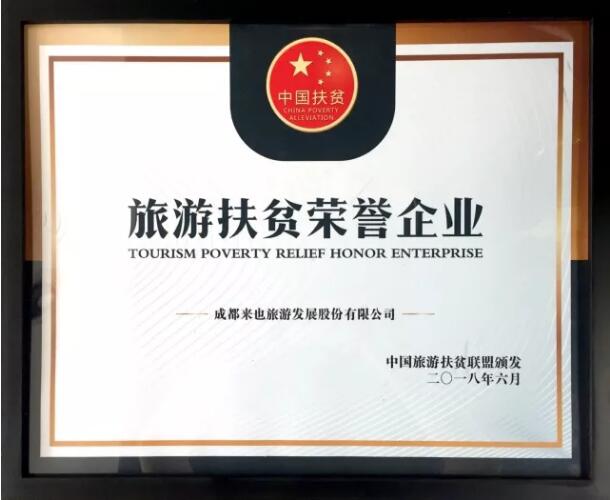 中国扶贫
CHINA POVERTY
ALLEVIATION
旅游扶贫荣誉企业
TOURISM POVERTY RELIEF HONOR ENTERPRISE
成都来也旅游发展股份有限公司
中国旅游扶贫联盟颁发
二〇一八年六月